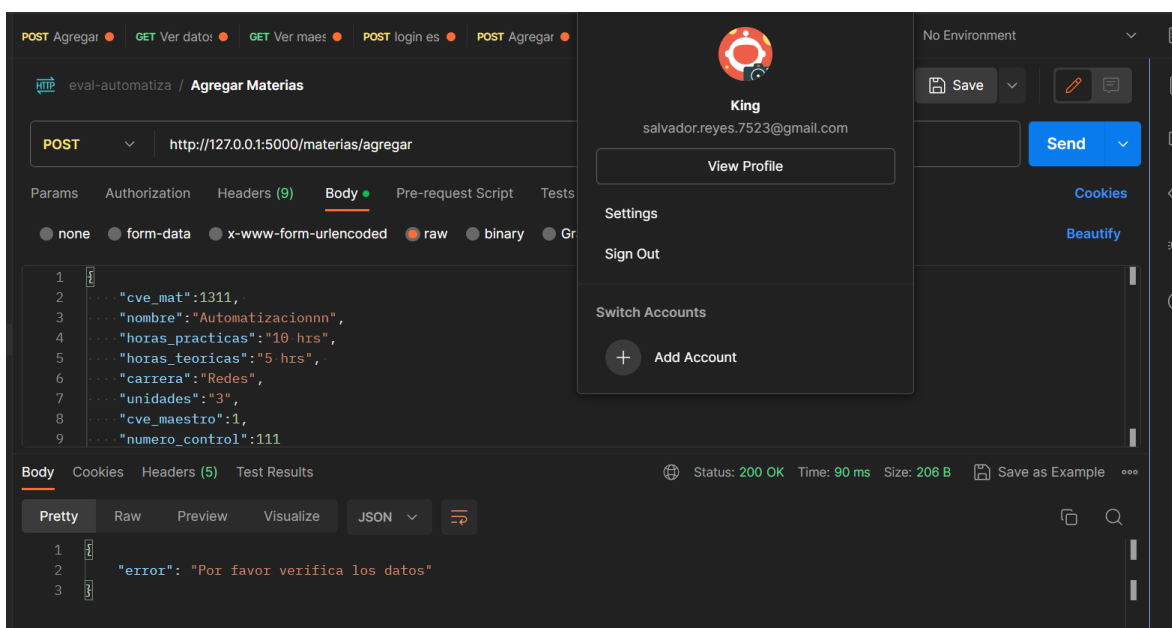 POST Agregar GET Ver dato: GET Ver maes POST login es POST Agregar No Environment
HTTP eval-automatiza / Agregar Materias Save
King
salvador.reyes.7523@gmail.com
POST http://127.0.0.1:5000/materias/agregar Send
View Profile
Params Authorization Headers (9) Body Pre-request Script Tests Cookies
Settings
none form-data x-www-form-urlencoded raw binary Gr Beautify
Sign Out
1 {
2 "cve_mat":1311,
3 "nombre":"Automatizacionnn",
Switch Accounts
4 "horas_practicas":"10 hrs",
5 "horas_teoricas":"5 hrs",
Add Account
6 "carrera":"Redes",
7 "unidades":"3",
8 "cve_maestro":1,
9 "numero_control":111
Body Cookies Headers (5) Test Results Status: 200 OK Time: 90 ms Size: 206 B Save as Example
Pretty Raw Preview Visualize JSON
1 {
2 "error": "Por favor verifica los datos"
3 }